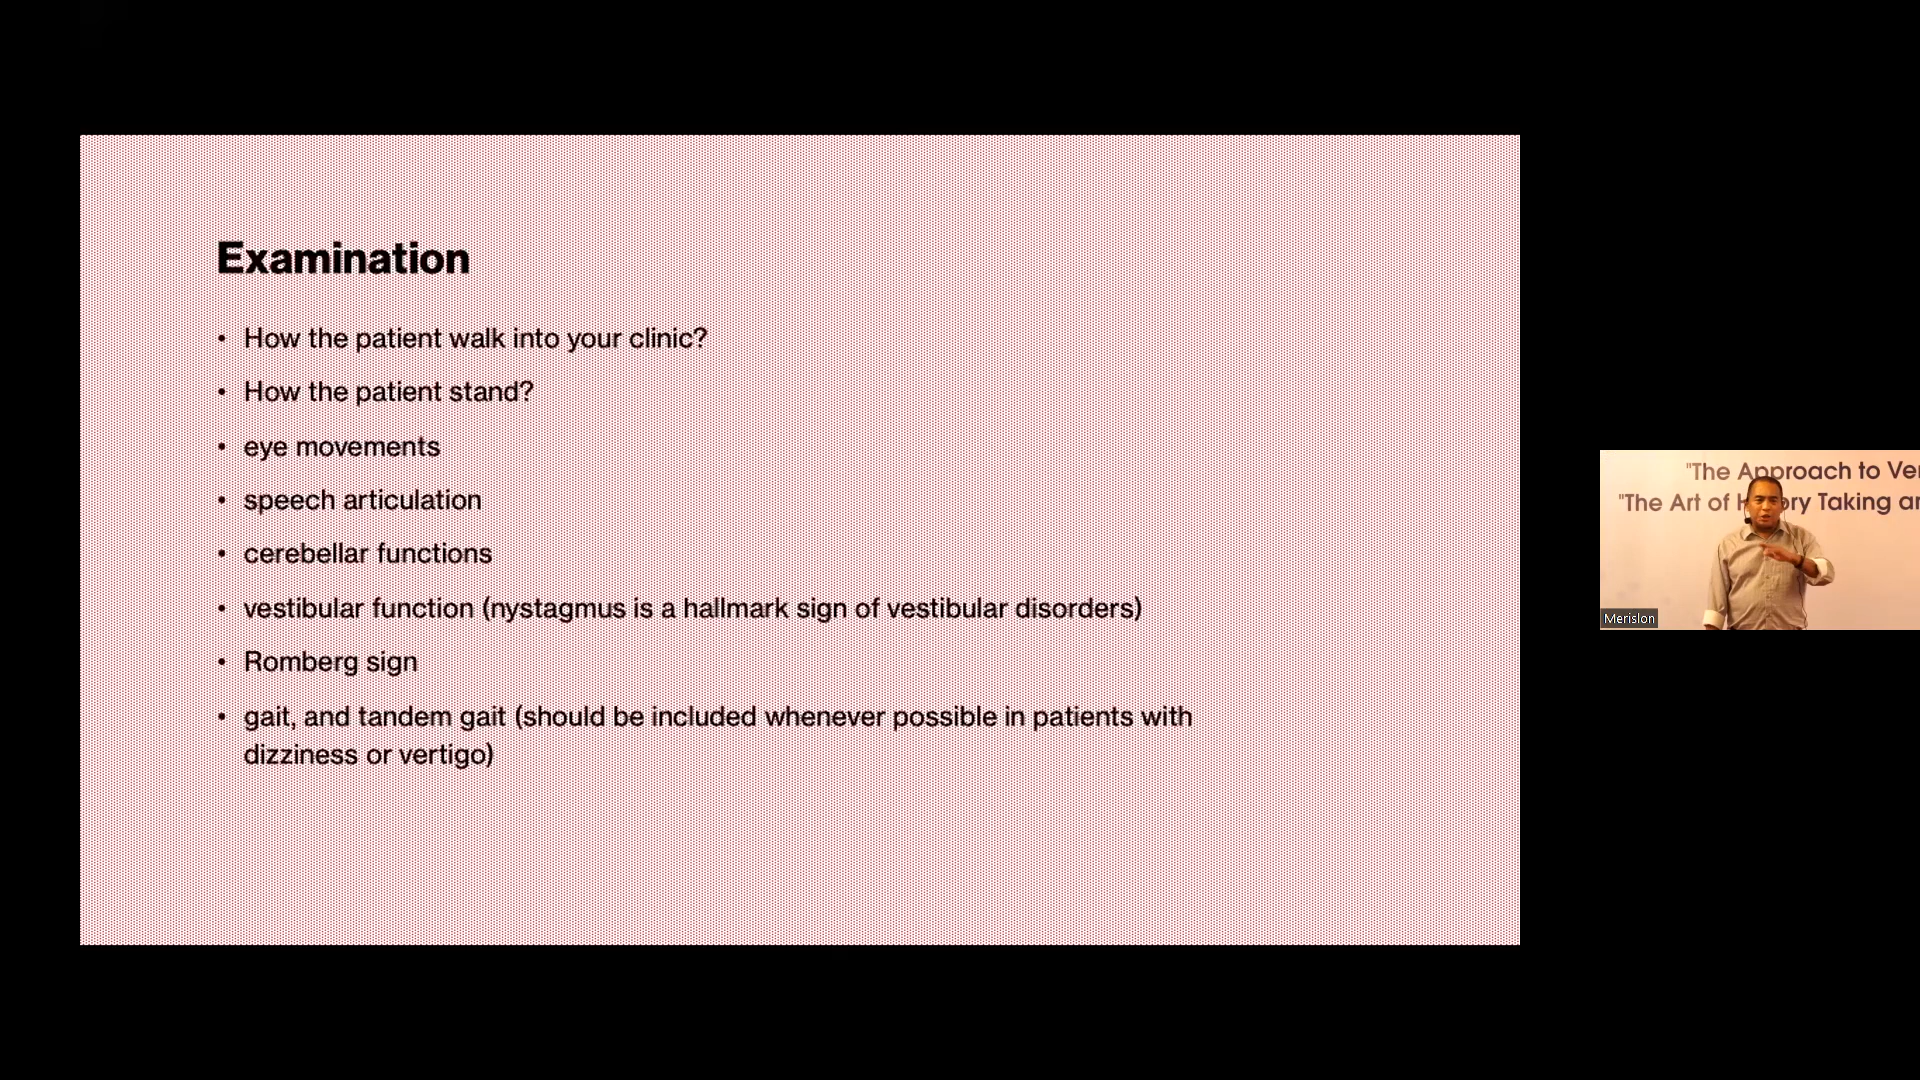 Examination
• How the patient walk into your clinic?
• How the patient stand?
• eye movements
• speech articulation
• cerebellar functions
• vestibular function (nystagmus is a hallmark sign of vestibular disorders)
• Romberg sign
• gait, and tandem gait (should be included whenever possible in patients with
dizziness or vertigo)
"The Approach to
"The Art of Taking
Merislon